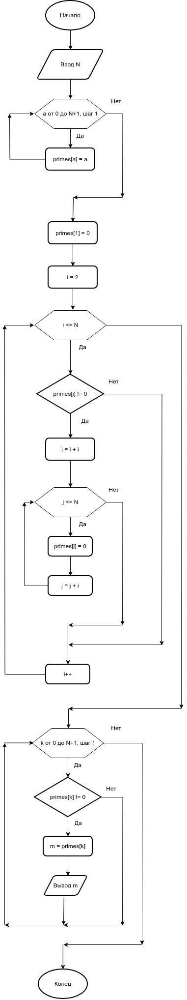 Начало
Ввод N
Нет
a от 0 до N+1, шаг 1
Да
primes[a] = a
primes[1] = 0
i = 2
i <= N
Да
Нет
primes[i] != 0
Да
j = i + i
Нет
j <= N
Да
primes[j] = 0
j = j + i
i++
Нет
k от 0 до N+1, шаг 1
Да
Нет
primes[k] != 0
Да
m = primes[k]
Вывод m
Конец